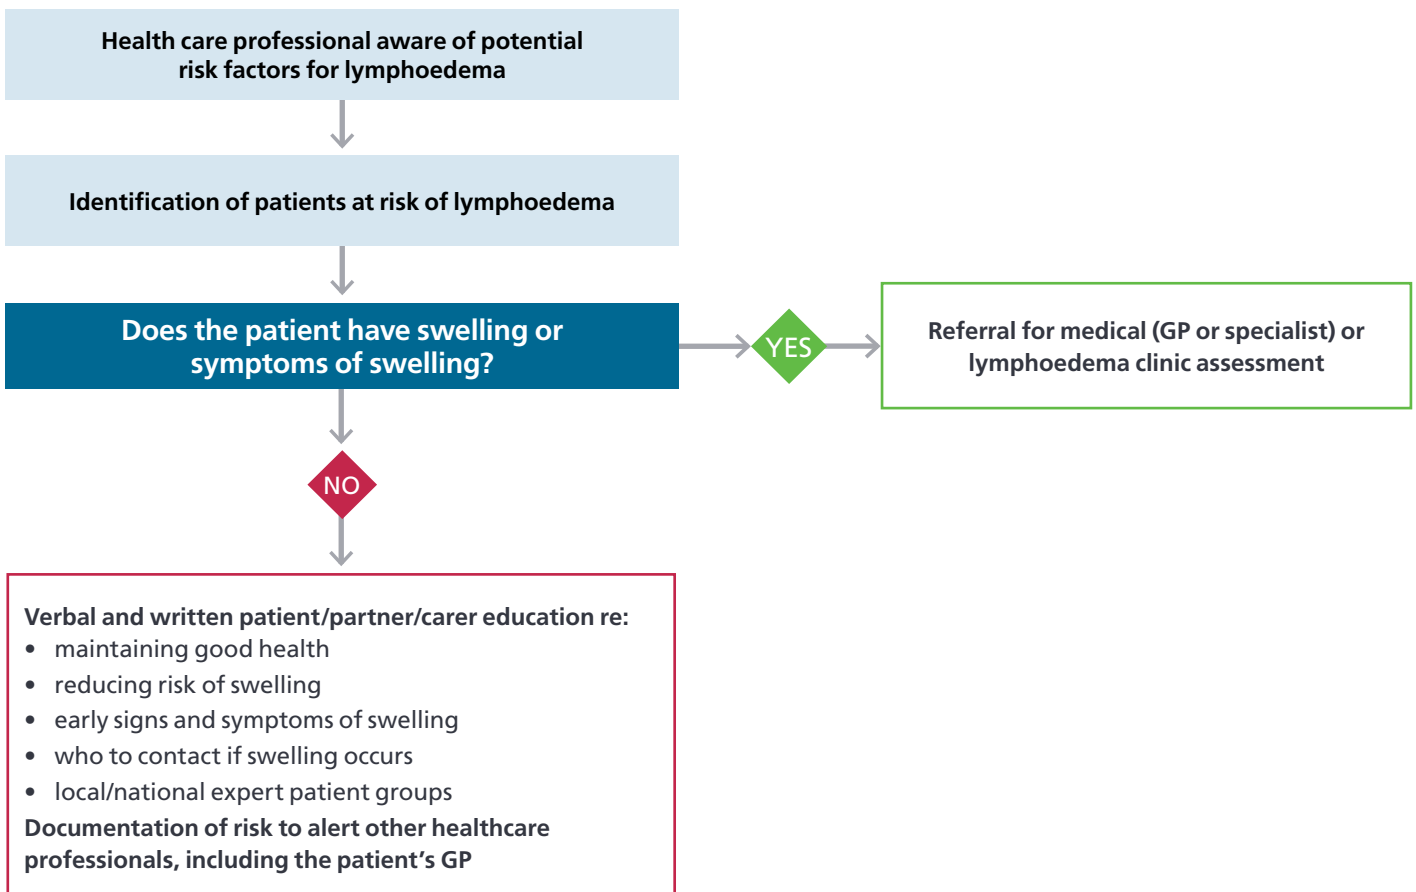 Health care professional aware of potential
risk factors for lymphoedema
Identification of patients at risk of lymphoedema
Does the patient have swelling or
symptoms of swelling?
YES
Referral for medical (GP or specialist) or
lymphoedema clinic assessment
NO
Verbal and written patient/partner/carer education re:
• maintaining good health
• reducing risk of swelling
• early signs and symptoms of swelling
• who to contact if swelling occurs
• local/national expert patient groups
Documentation of risk to alert other healthcare
professionals, including the patient’s GP